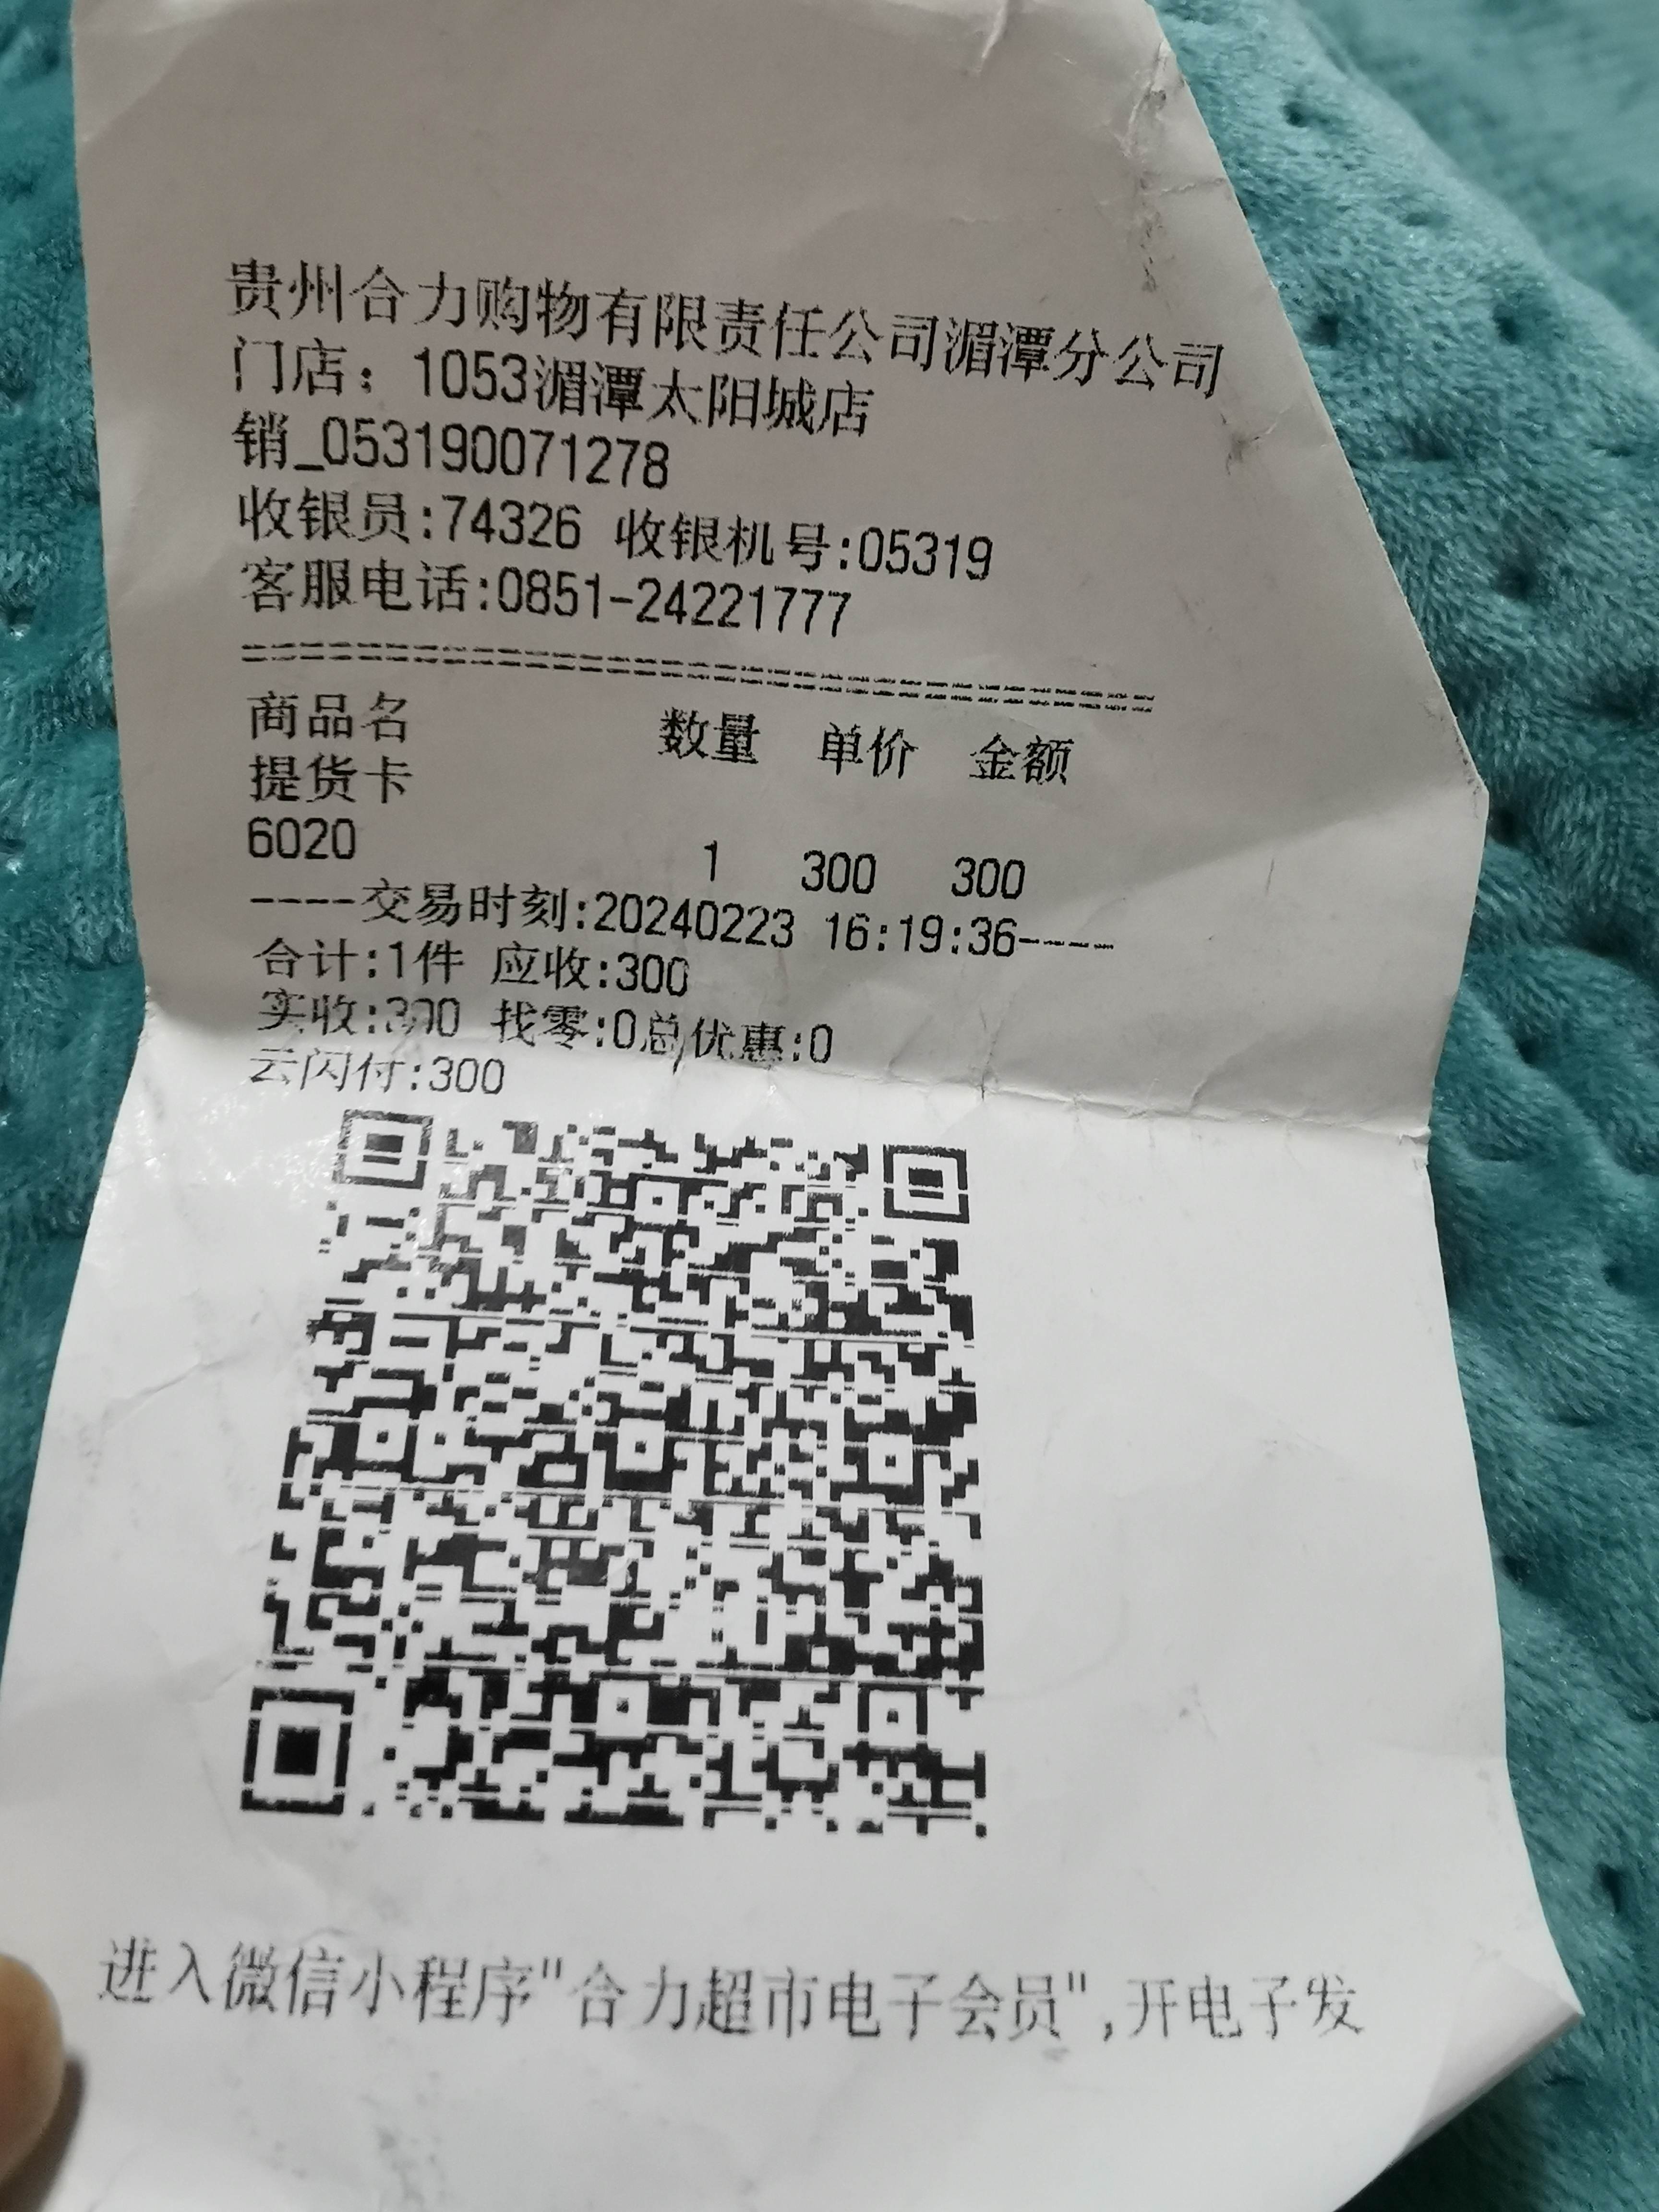 贵州合力购物有限责任公司湄潭分公司
门店：1053湄潭太阳城店
销_053190071278
收银员:74326 收银机号:05319
客服电话:0851-24221777
商品名 数量 单价 金额
提货卡
6020 1 300 300
----交易时刻:20240223 16:19:36----
合计:1件 应收:300
实收:300 找零:0总优惠:0
云闪付:300
进入微信小程序"合力超市电子会员",开电子发